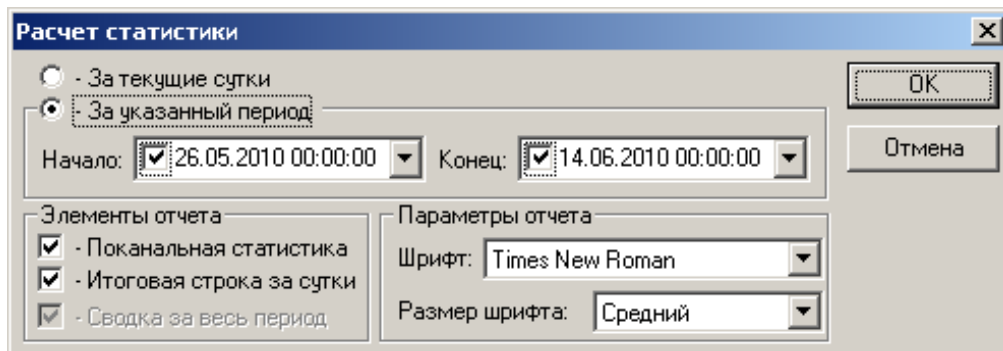 Расчет статистики
- За текущие сутки
- За указанный период
OK
Начало: 26.05.2010 00:00:00 Конец: 14.06.2010 00:00:00
Отмена
Элементы отчета
- Поканальная статистика
- Итоговая строка за сутки
- Сводка за весь период
Параметры отчета
Шрифт: Times New Roman
Размер шрифта: Средний